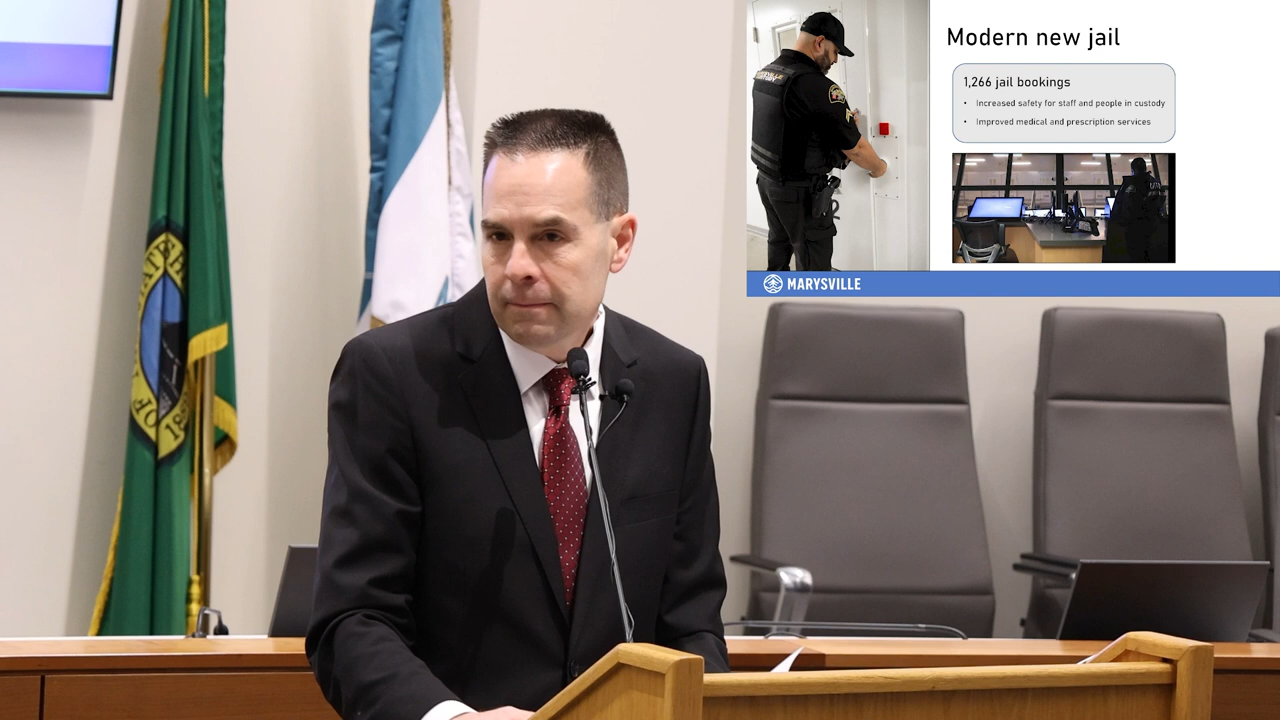 Modern new jail
1,266 jail bookings
• Increased safety for staff and people in custody
• Improved medical and prescription services
MARYSVILLE
OF